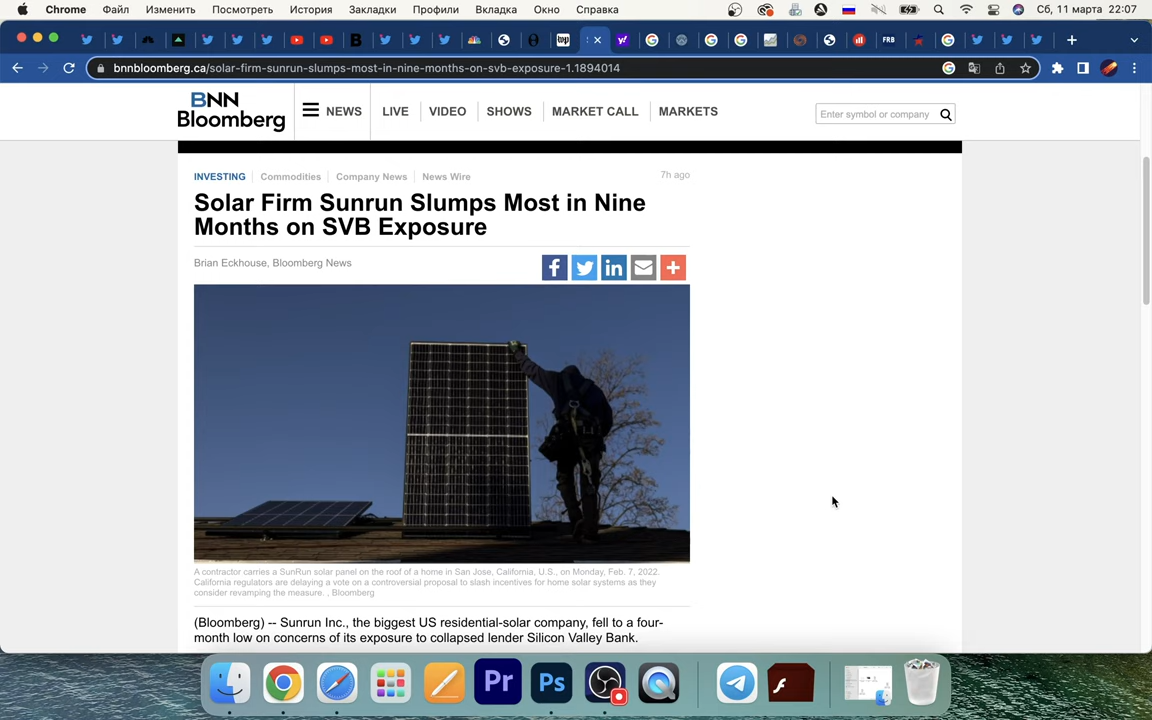 Chrome Файл Изменить Посмотреть История Закладки Профили Вкладка Окно Справка Сб, 11 марта 22:07
bnnbloomberg.ca/solar-firm-sunrun-slumps-most-in-nine-months-on-svb-exposure-1.1894014
BNN
Bloomberg
NEWS LIVE VIDEO SHOWS MARKET CALL MARKETS
Enter symbol or company
INVESTING Commodities Company News News Wire 7h ago
Solar Firm Sunrun Slumps Most in Nine
Months on SVB Exposure
Brian Eckhouse, Bloomberg News
A contractor carries a SunRun solar panel on the roof of a home in San Jose, California, U.S., on Monday, Feb. 7, 2022.
California regulators are delaying a vote on a controversial proposal to slash incentives for home solar systems as they
consider revamping the measure. , Bloomberg
(Bloomberg) -- Sunrun Inc., the biggest US residential-solar company, fell to a four-
month low on concerns of its exposure to collapsed lender Silicon Valley Bank.
Pr Ps